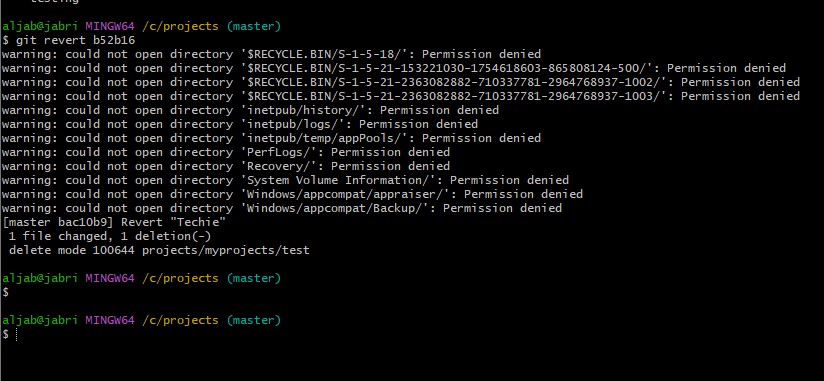 testing
aljab@jabri MINGW64 /c/projects (master)
$ git revert b52b16
warning: could not open directory '$RECYCLE.BIN/S-1-5-18/': Permission denied
warning: could not open directory '$RECYCLE.BIN/S-1-5-21-153221030-1754618603-865808124-500/': Permission denied
warning: could not open directory '$RECYCLE.BIN/S-1-5-21-2363082882-710337781-2964768937-1002/': Permission denied
warning: could not open directory '$RECYCLE.BIN/S-1-5-21-2363082882-710337781-2964768937-1003/': Permission denied
warning: could not open directory 'inetpub/history/': Permission denied
warning: could not open directory 'inetpub/logs/': Permission denied
warning: could not open directory 'inetpub/temp/appPools/': Permission denied
warning: could not open directory 'PerfLogs/': Permission denied
warning: could not open directory 'Recovery/': Permission denied
warning: could not open directory 'System Volume Information/': Permission denied
warning: could not open directory 'Windows/appcompat/appraiser/': Permission denied
warning: could not open directory 'Windows/appcompat/Backup/': Permission denied
[master bac10b9] Revert "Techie"
1 file changed, 1 deletion(-)
delete mode 100644 projects/myprojects/test
aljab@jabri MINGW64 /c/projects (master)
$
aljab@jabri MINGW64 /c/projects (master)
$